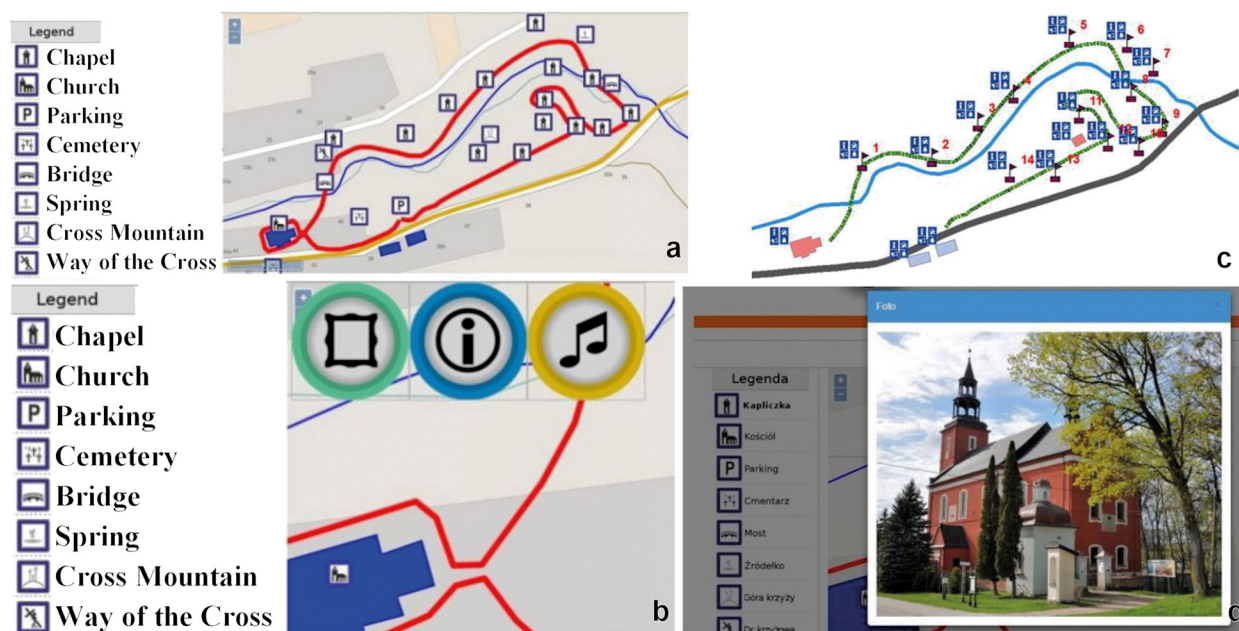 Legend
Chapel
Church
Parking
Cemetery
Bridge
Spring
Cross Mountain
Way of the Cross
P
P
a
1
2
3
4
5
6
7
8
9
10
11
12
13
14
c
Legend
Chapel
Church
Parking
Cemetery
Bridge
Spring
Cross Mountain
Way of the Cross
P
b
Foto
Legenda
Kapliczka
Kościół
Parking
Cmentarz
Most
Źródełko
Góra krzyży
Dr. krzyżowa
P
d